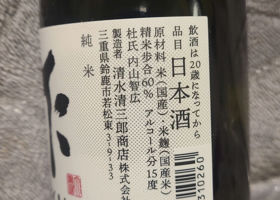 飲酒は20歳になってから
品目 日本酒
原材料 米（国産）・米麹（国産米）
精米歩合60% アルコール分15度
杜氏 内山智広
製造者 清水清三郎商店株式会
三重県鈴鹿市若松東3-9-33
純米
310260